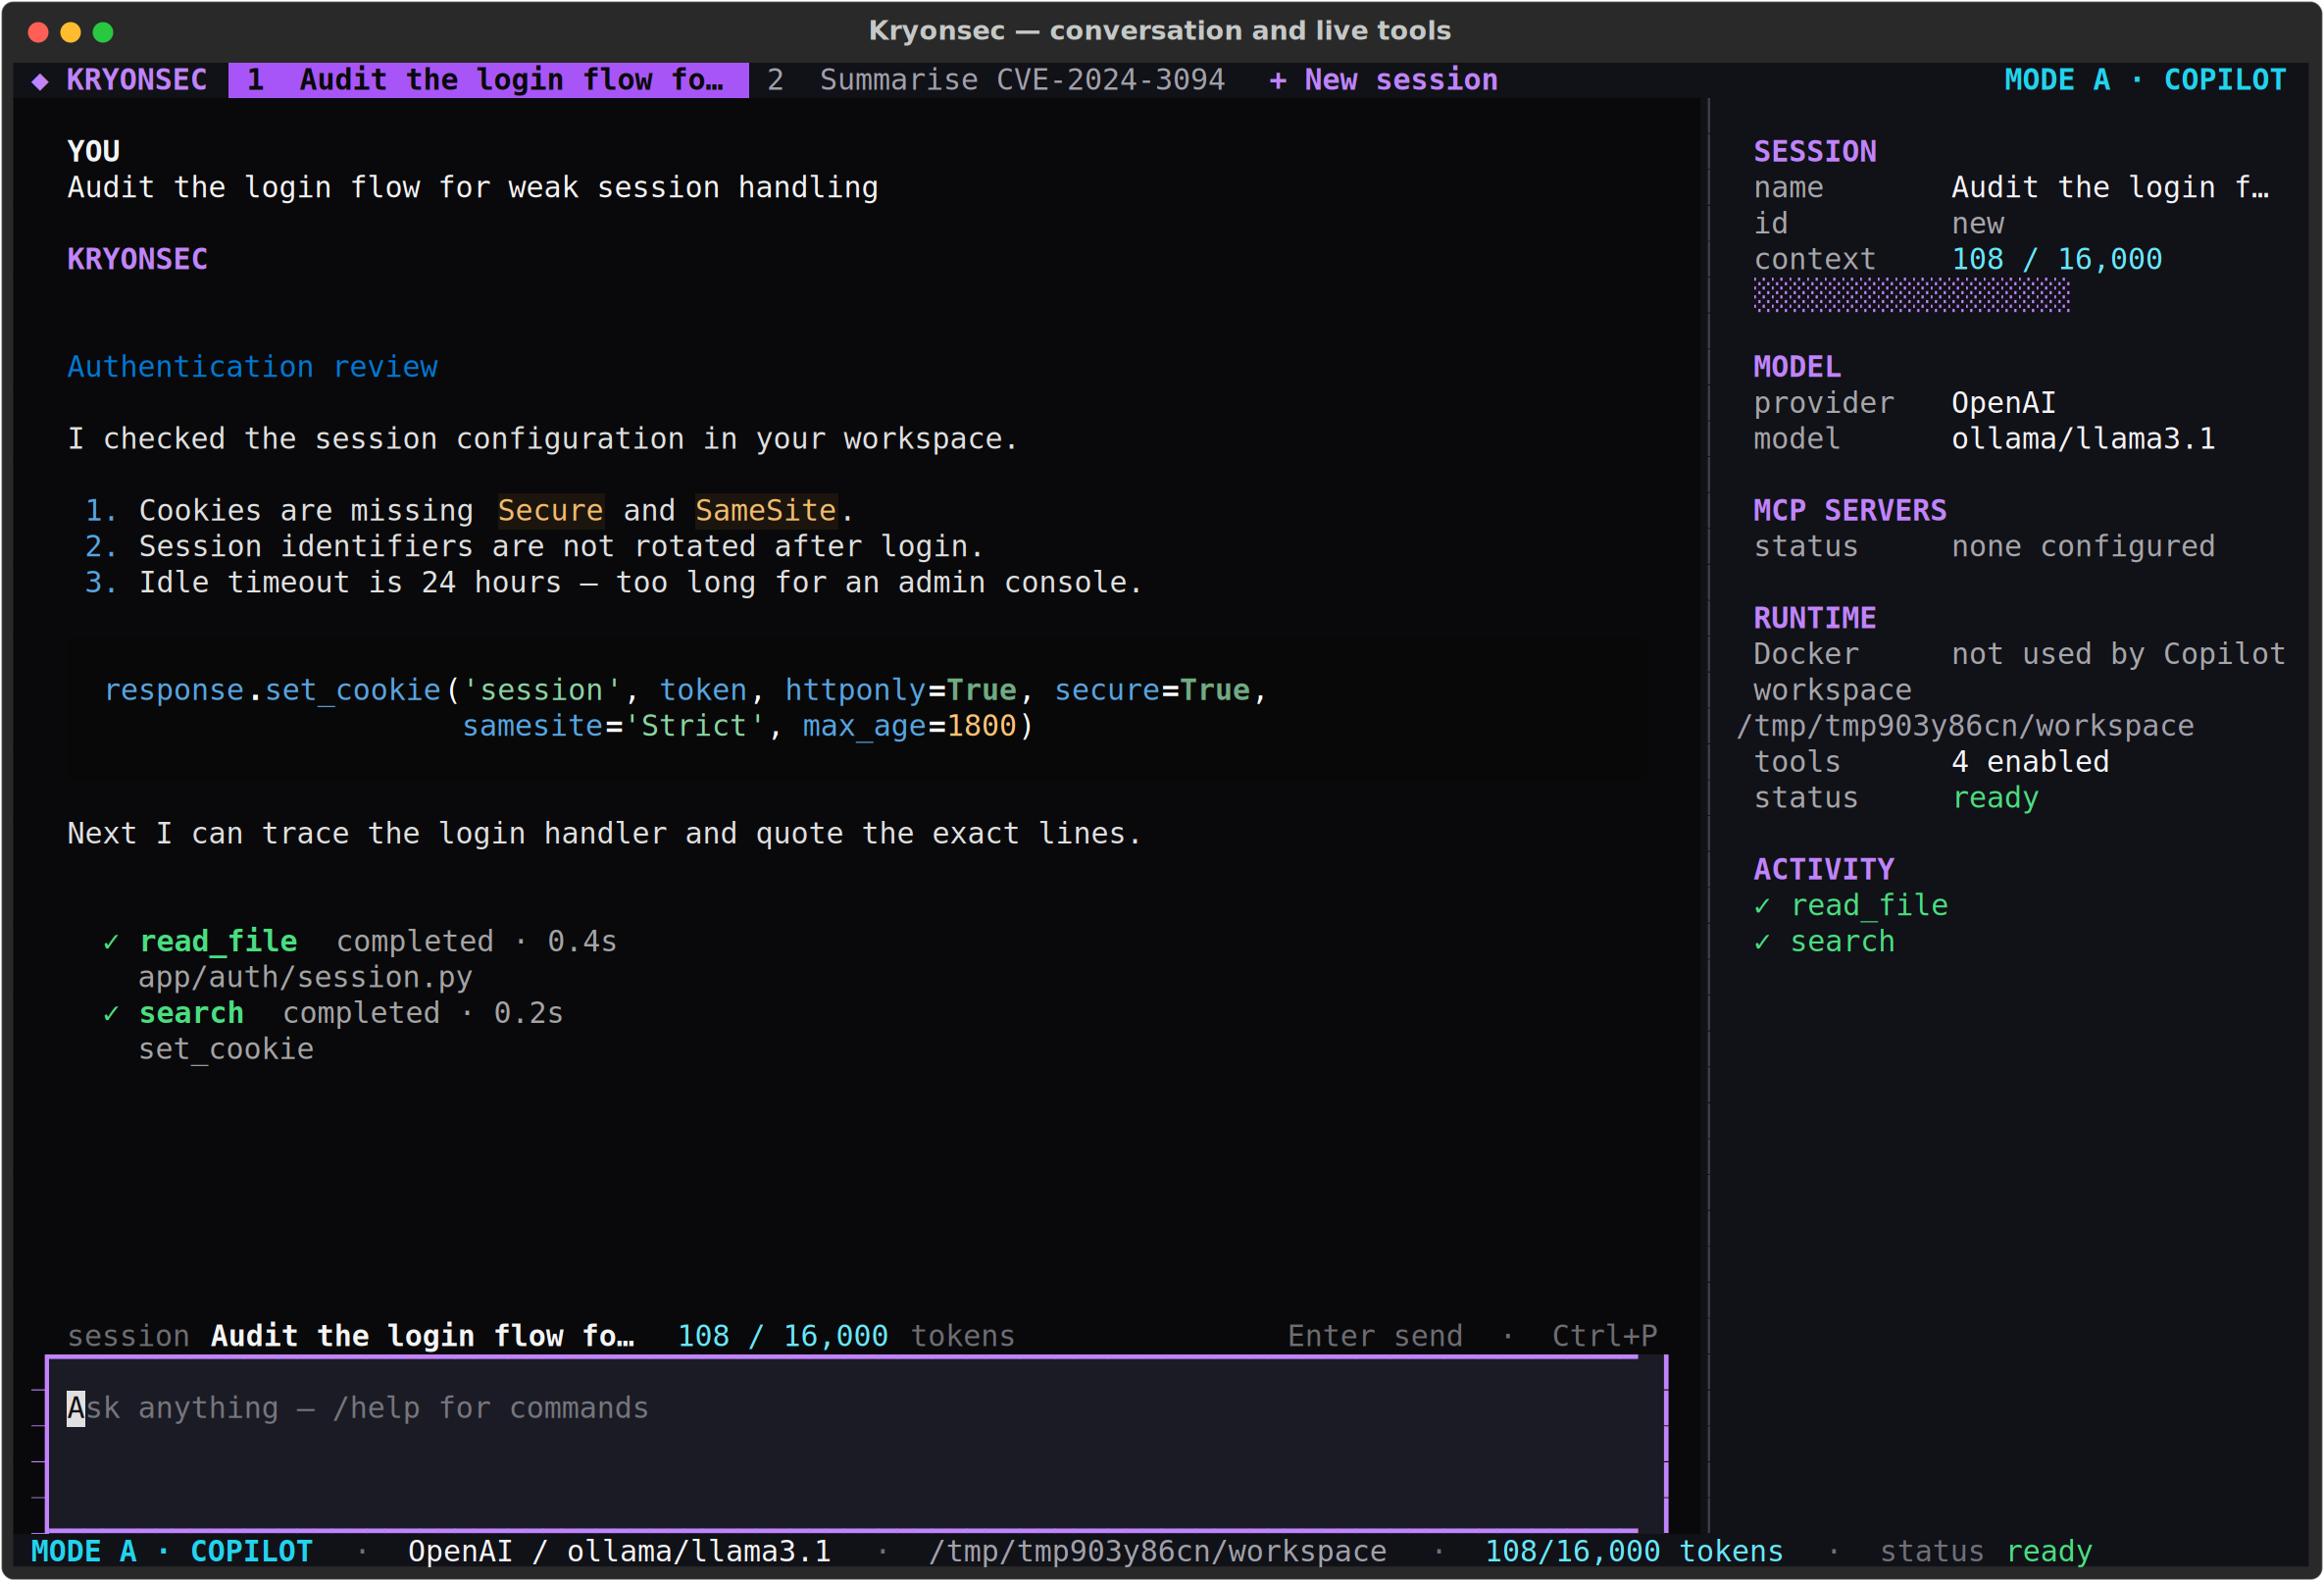 Kryonsec — conversation and live tools
◆ KRYONSEC 1 Audit the login flow fo… 2 Summarise CVE-2024-3094 + New session MODE A · COPILOT
YOU
Audit the login flow for weak session handling
KRYONSEC
Authentication review
I checked the session configuration in your workspace.
1. Cookies are missing Secure and SameSite.
2. Session identifiers are not rotated after login.
3. Idle timeout is 24 hours — too long for an admin console.
response.set_cookie('session', token, httponly=True, secure=True,
samesite='Strict', max_age=1800)
Next I can trace the login handler and quote the exact lines.
✓ read_file completed · 0.4s
app/auth/session.py
✓ search completed · 0.2s
set_cookie
session Audit the login flow fo… 108 / 16,000 tokens Enter send · Ctrl+P
Ask anything — /help for commands
SESSION
name Audit the login f…
id new
context 108 / 16,000
MODEL
provider OpenAI
model ollama/llama3.1
MCP SERVERS
status none configured
RUNTIME
Docker not used by Copilot
workspace
/tmp/tmp903y86cn/workspace
tools 4 enabled
status ready
ACTIVITY
✓ read_file
✓ search
MODE A · COPILOT · OpenAI / ollama/llama3.1 · /tmp/tmp903y86cn/workspace · 108/16,000 tokens · status ready